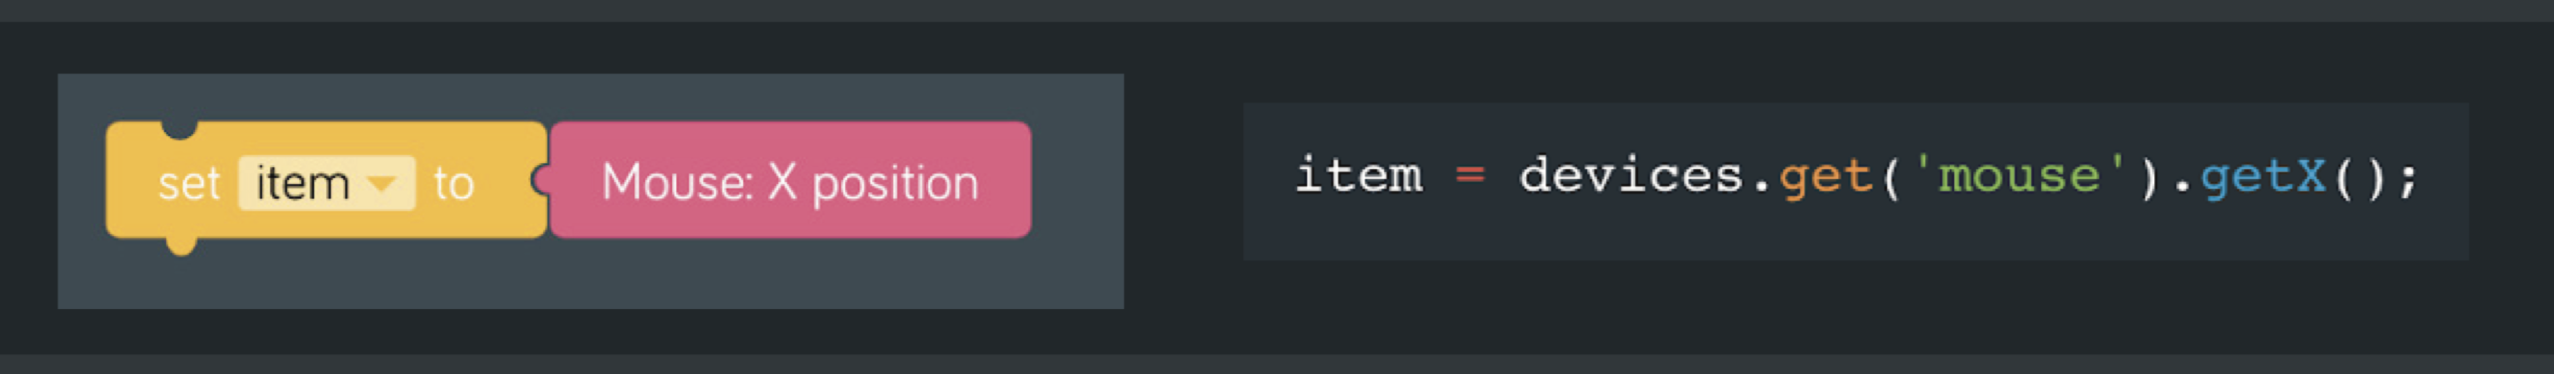 set item to Mouse: X position
item = devices.get('mouse').getX();